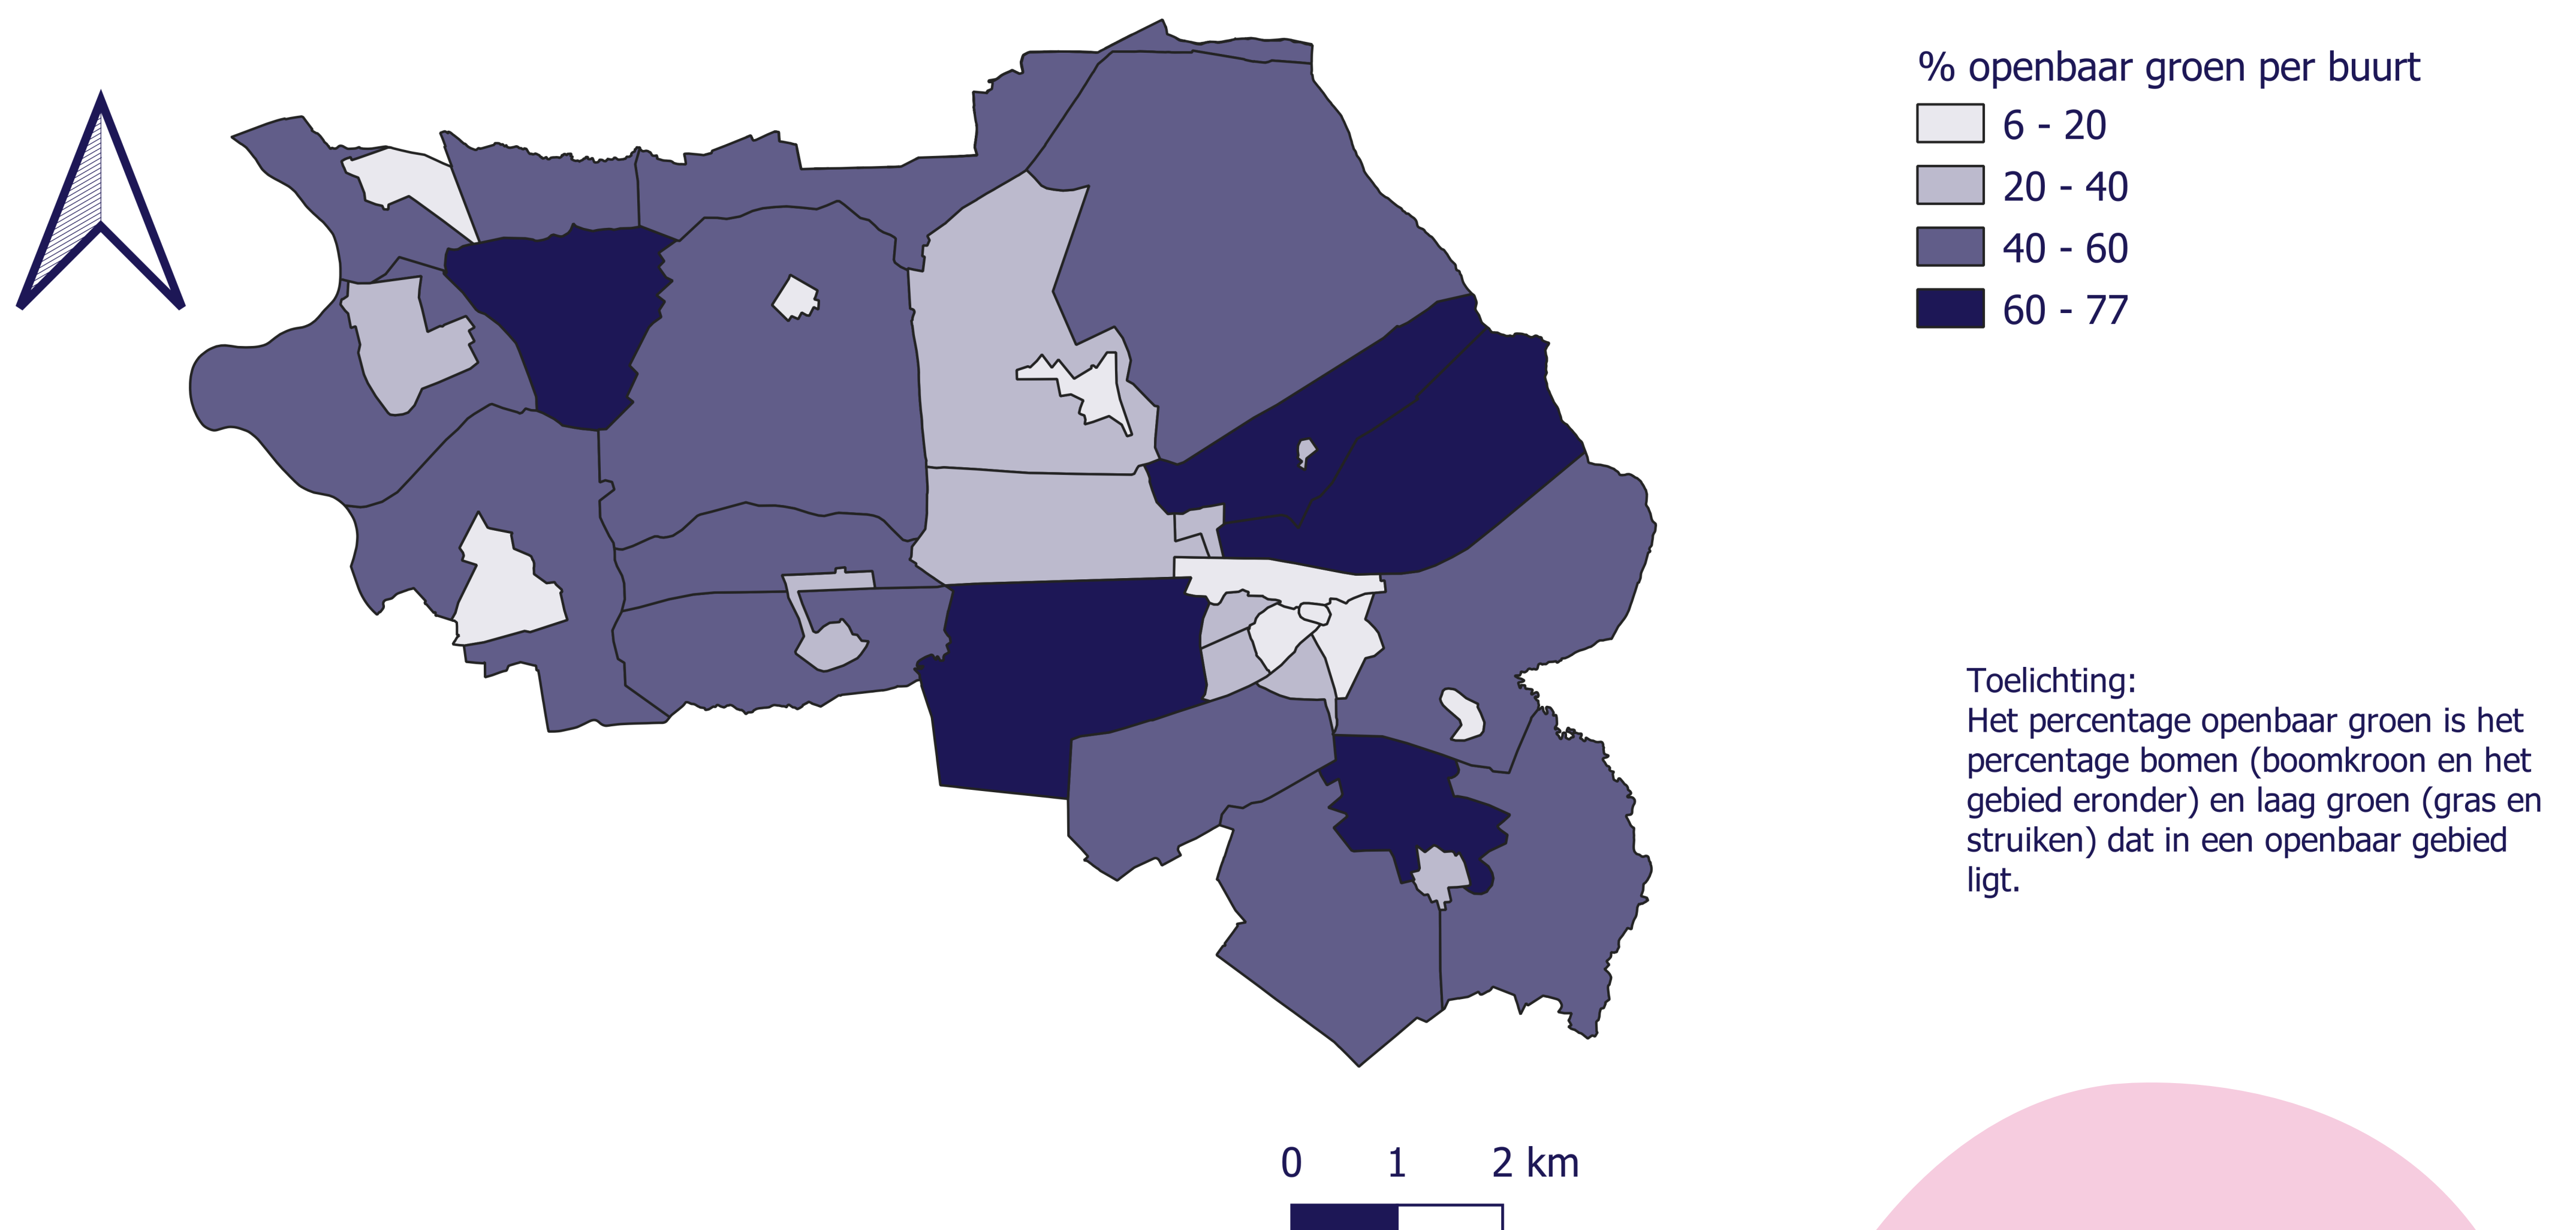 % openbaar groen per buurt
6 - 20
20 - 40
40 - 60
60 - 77
Toelichting:
Het percentage openbaar groen is het
percentage bomen (boomkroon en het
gebied eronder) en laag groen (gras en
struiken) dat in een openbaar gebied
ligt.
0 1 2 km